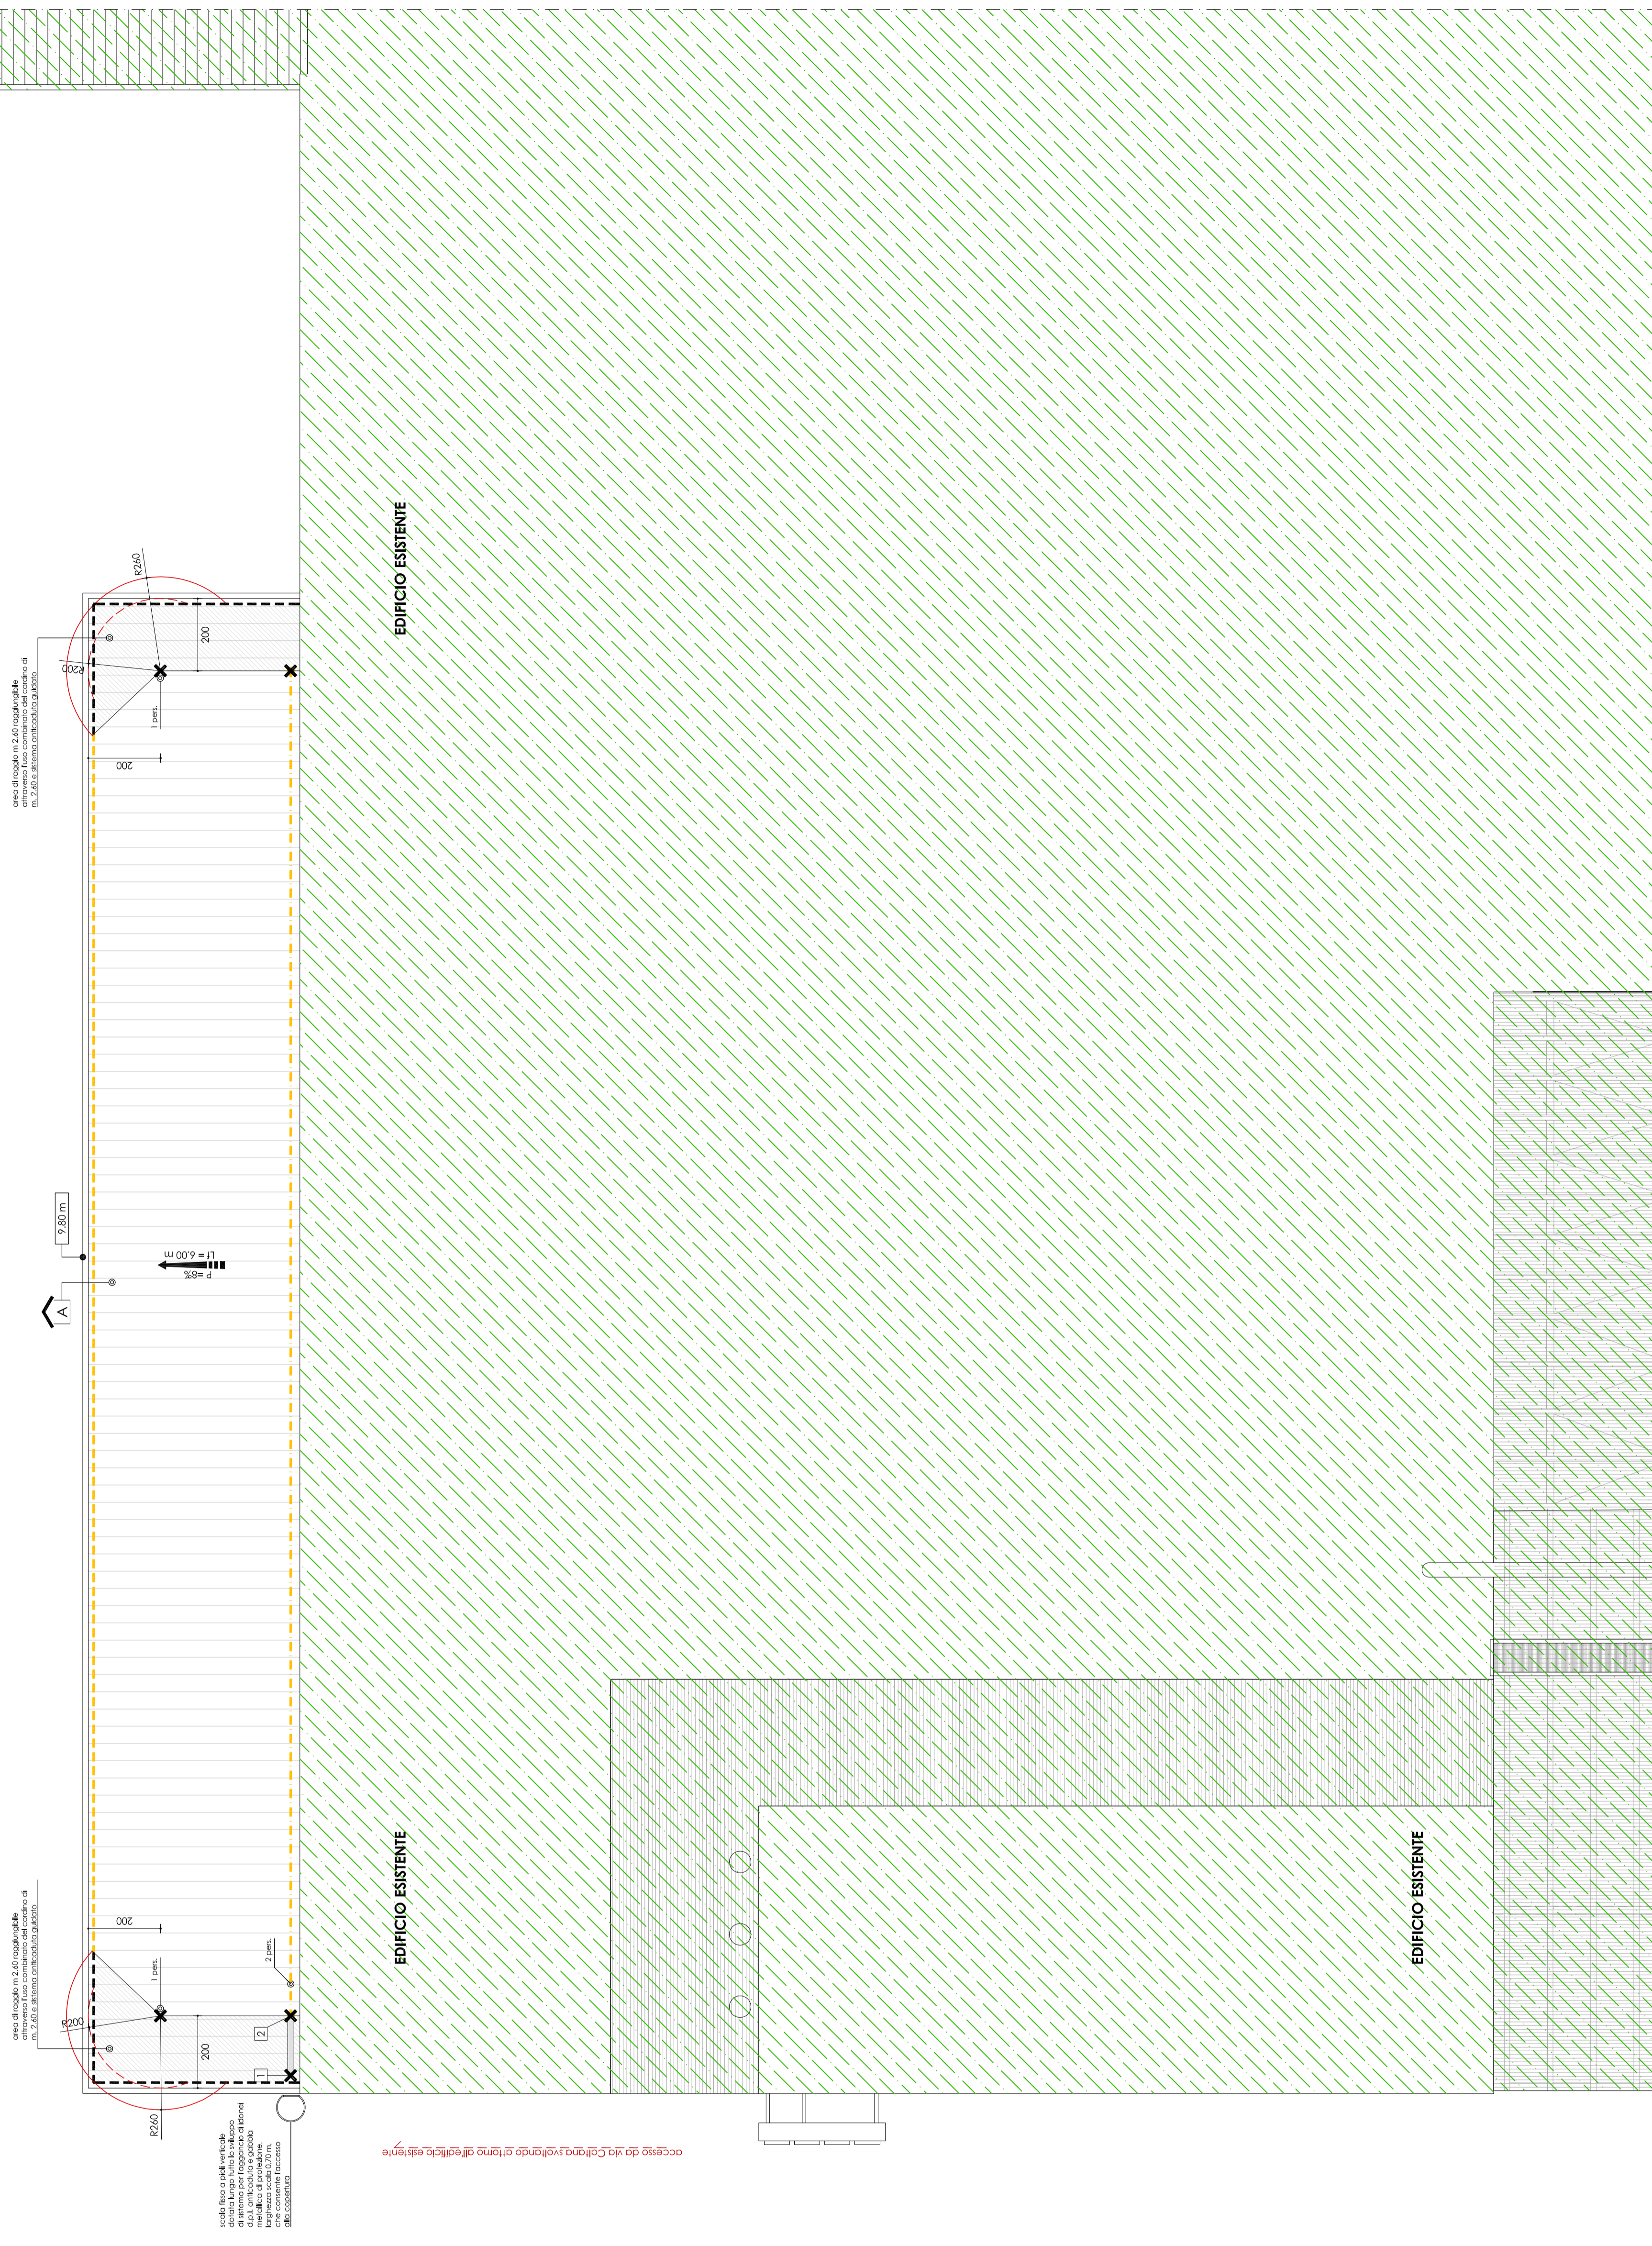 area di raggio m 2.60 raggiungibile
attraverso l'uso combinato del cordino di
m. 2.60 e sistema anticaduta guidato
R260
R200
200
1 pers.
200
EDIFICIO ESISTENTE
9.80 m
A
P =8%
Lf = 6,00 m
area di raggio m 2.60 raggiungibile
attraverso l'uso combinato del cordino di
m. 2.60 e sistema anticaduta guidato
200
R200
1 pers.
2 pers.
2
200
1
R260
EDIFICIO ESISTENTE
EDIFICIO ESISTENTE
scala fissa a pioli verticale
dotata lungo tutto lo sviluppo
di sistema per l'aggancio di idonei
d.p.i. anticaduta e gabbia
metallica di protezione.
larghezza scala 0,70 m.
che consente l'accesso
alla copertura
accesso da via Caltana svoltando attorno all'edificio esistente